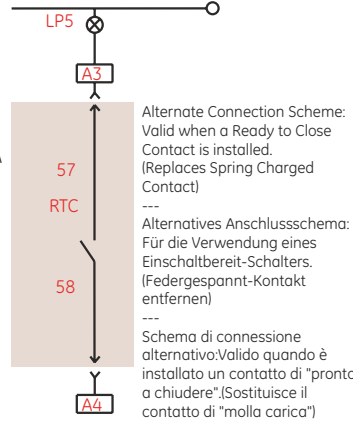 LP5
A3
57
RTC
58
A4
Alternate Connection Scheme:
Valid when a Ready to Close
Contact is installed.
(Replaces Spring Charged
Contact)
---
Alternatives Anschlussschema:
Für die Verwendung eines
Einschaltbereit-Schalters.
(Federgespannt-Kontakt
entfernen)
---
Schema di connessione
alternativo:Valido quando è
installato un contatto di "pronto
a chiudere".(Sostituisce il
contatto di "molla carica")